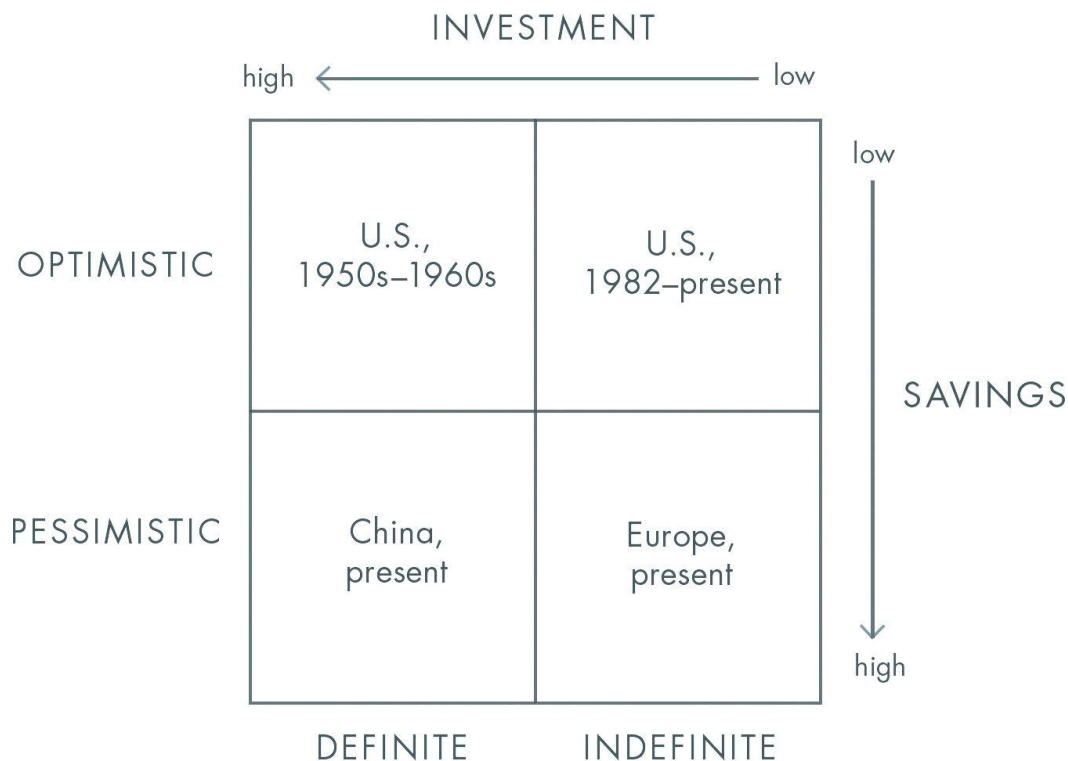 INVESTMENT
high
low
low
OPTIMISTIC
U.S.,
1950s–1960s
U.S.,
1982–present
SAVINGS
PESSIMISTIC
China,
present
Europe,
present
high
DEFINITE
INDEFINITE